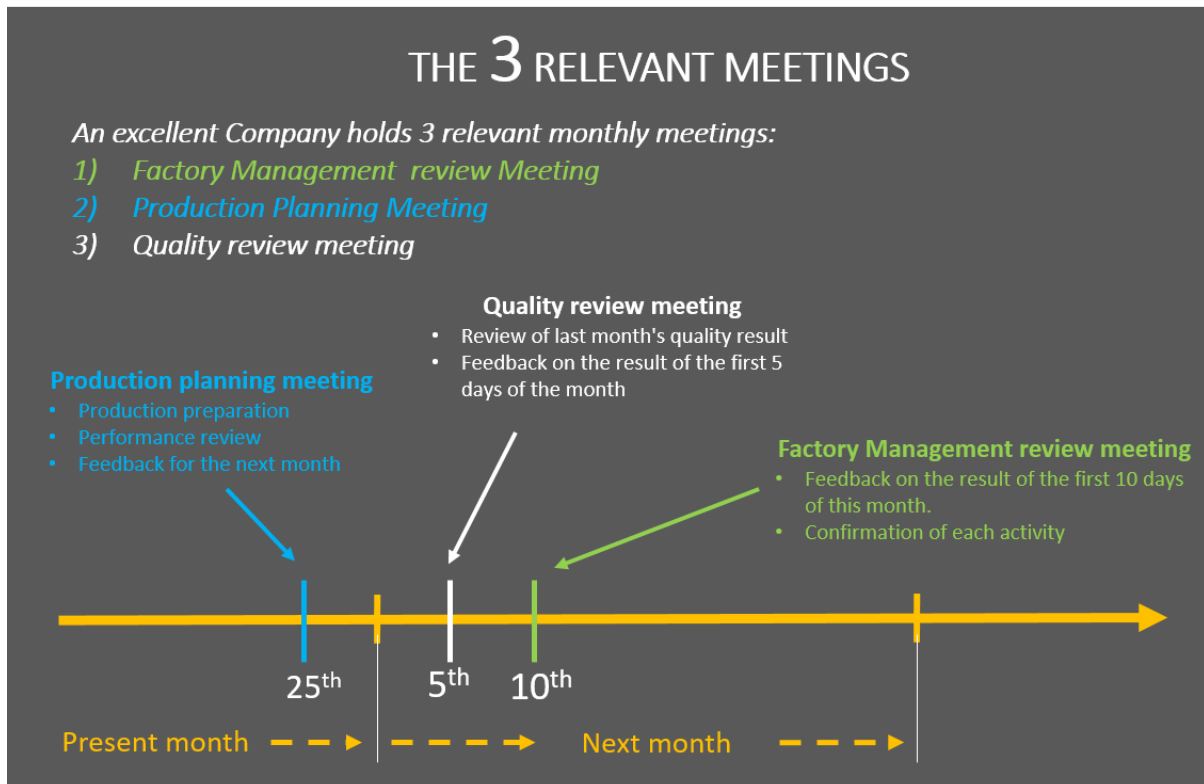 THE 3 RELEVANT MEETINGS
An excellent Company holds 3 relevant monthly meetings:
1) Factory Management review Meeting
2) Production Planning Meeting
3) Quality review meeting
Quality review meeting
• Review of last month's quality result
• Feedback on the result of the first 5
days of the month
Production planning meeting
• Production preparation
• Performance review
• Feedback for the next month
Factory Management review meeting
• Feedback on the result of the first 10 days
of this month.
• Confirmation of each activity
25th
5th
10th
Present month
Next month